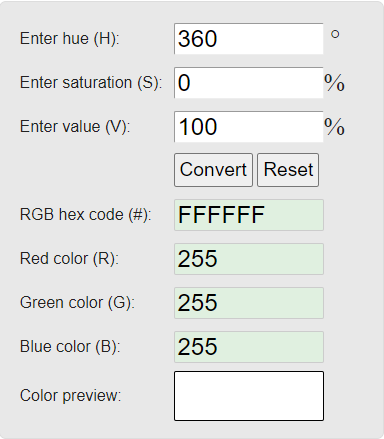 Enter hue (H): 360 °
Enter saturation (S): 0 %
Enter value (V): 100 %
Convert Reset
RGB hex code (#): FFFFFF
Red color (R): 255
Green color (G): 255
Blue color (B): 255
Color preview: